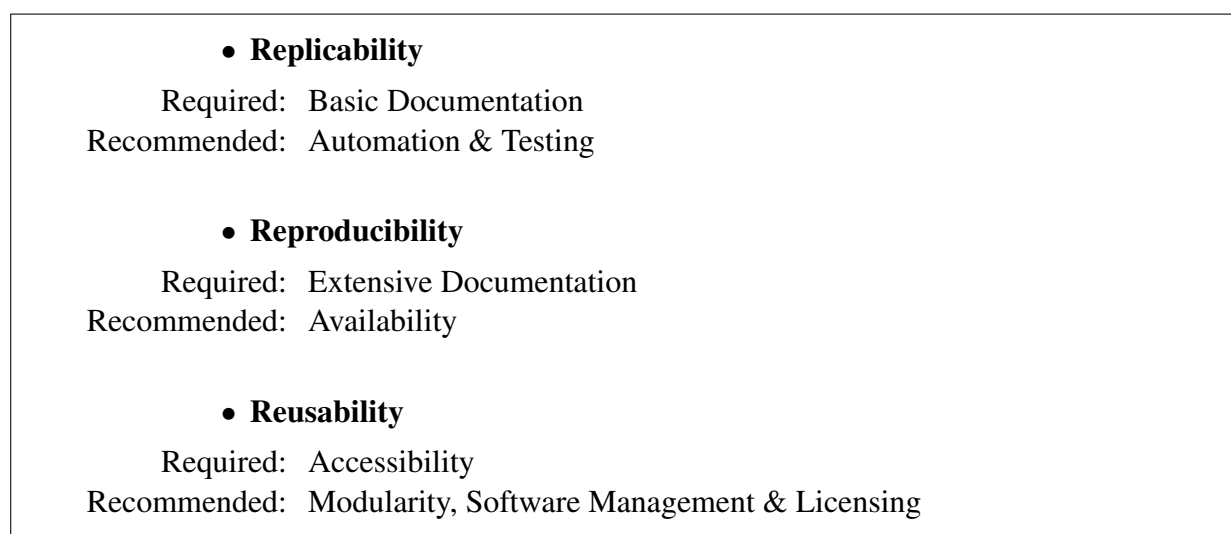 • Replicability
Required: Basic Documentation
Recommended: Automation & Testing
• Reproducibility
Required: Extensive Documentation
Recommended: Availability
• Reusability
Required: Accessibility
Recommended: Modularity, Software Management & Licensing